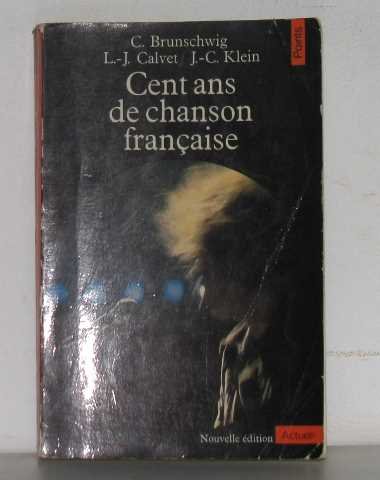 C. Brunschwig
L.-J. Calvet / J.-C. Klein
Cent ans
de chanson
française
Points
Nouvelle édition
Actuels